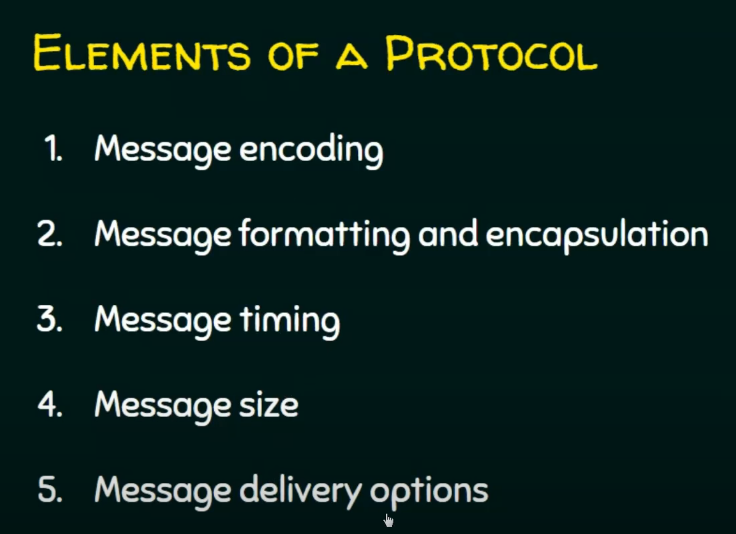 ELEMENTS OF A PROTOCOL
1. Message encoding
2. Message formatting and encapsulation
3. Message timing
4. Message size
5. Message delivery options